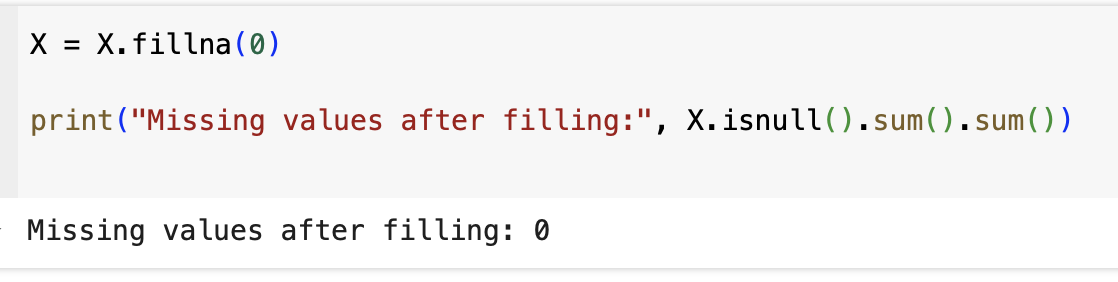 X = X.fillna(0)
print("Missing values after filling:", X.isnull().sum().sum())
Missing values after filling: 0